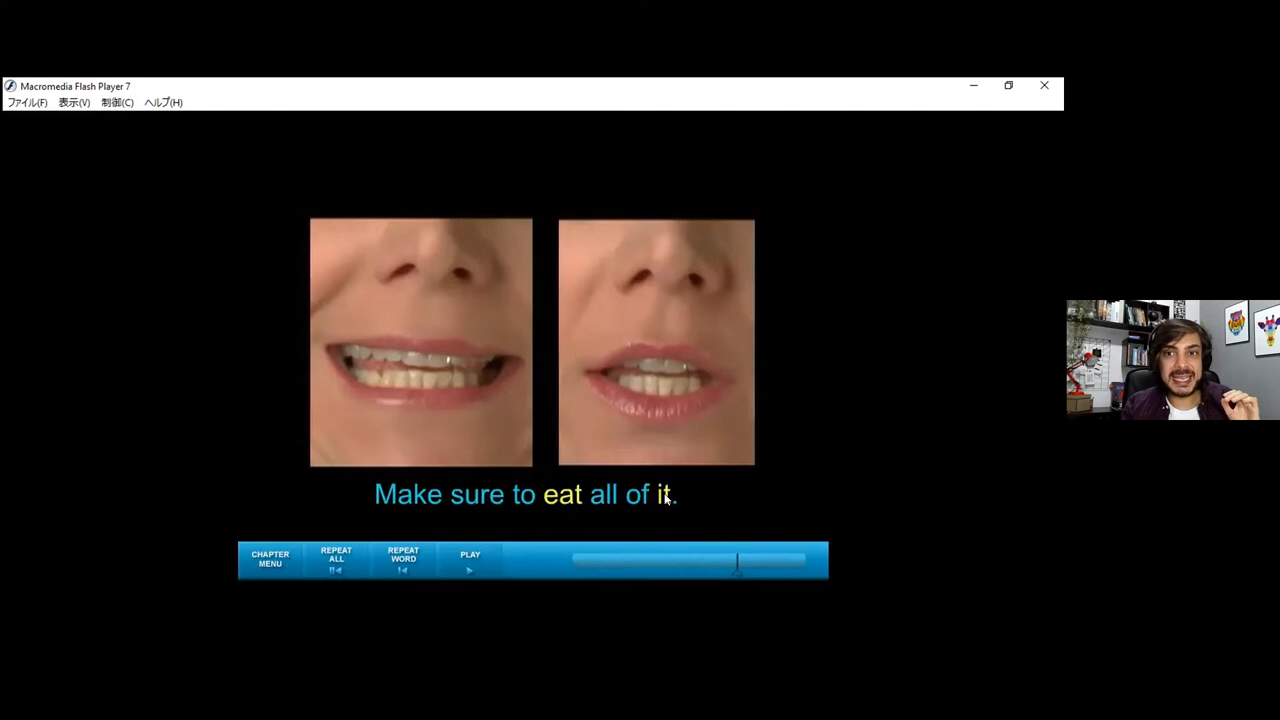 Macromedia Flash Player 7
ファイル(F) 表示(V) 制御(C) ヘルプ(H)
Make sure to eat all of it.
CHAPTER MENU
REPEAT ALL
REPEAT WORD
PLAY